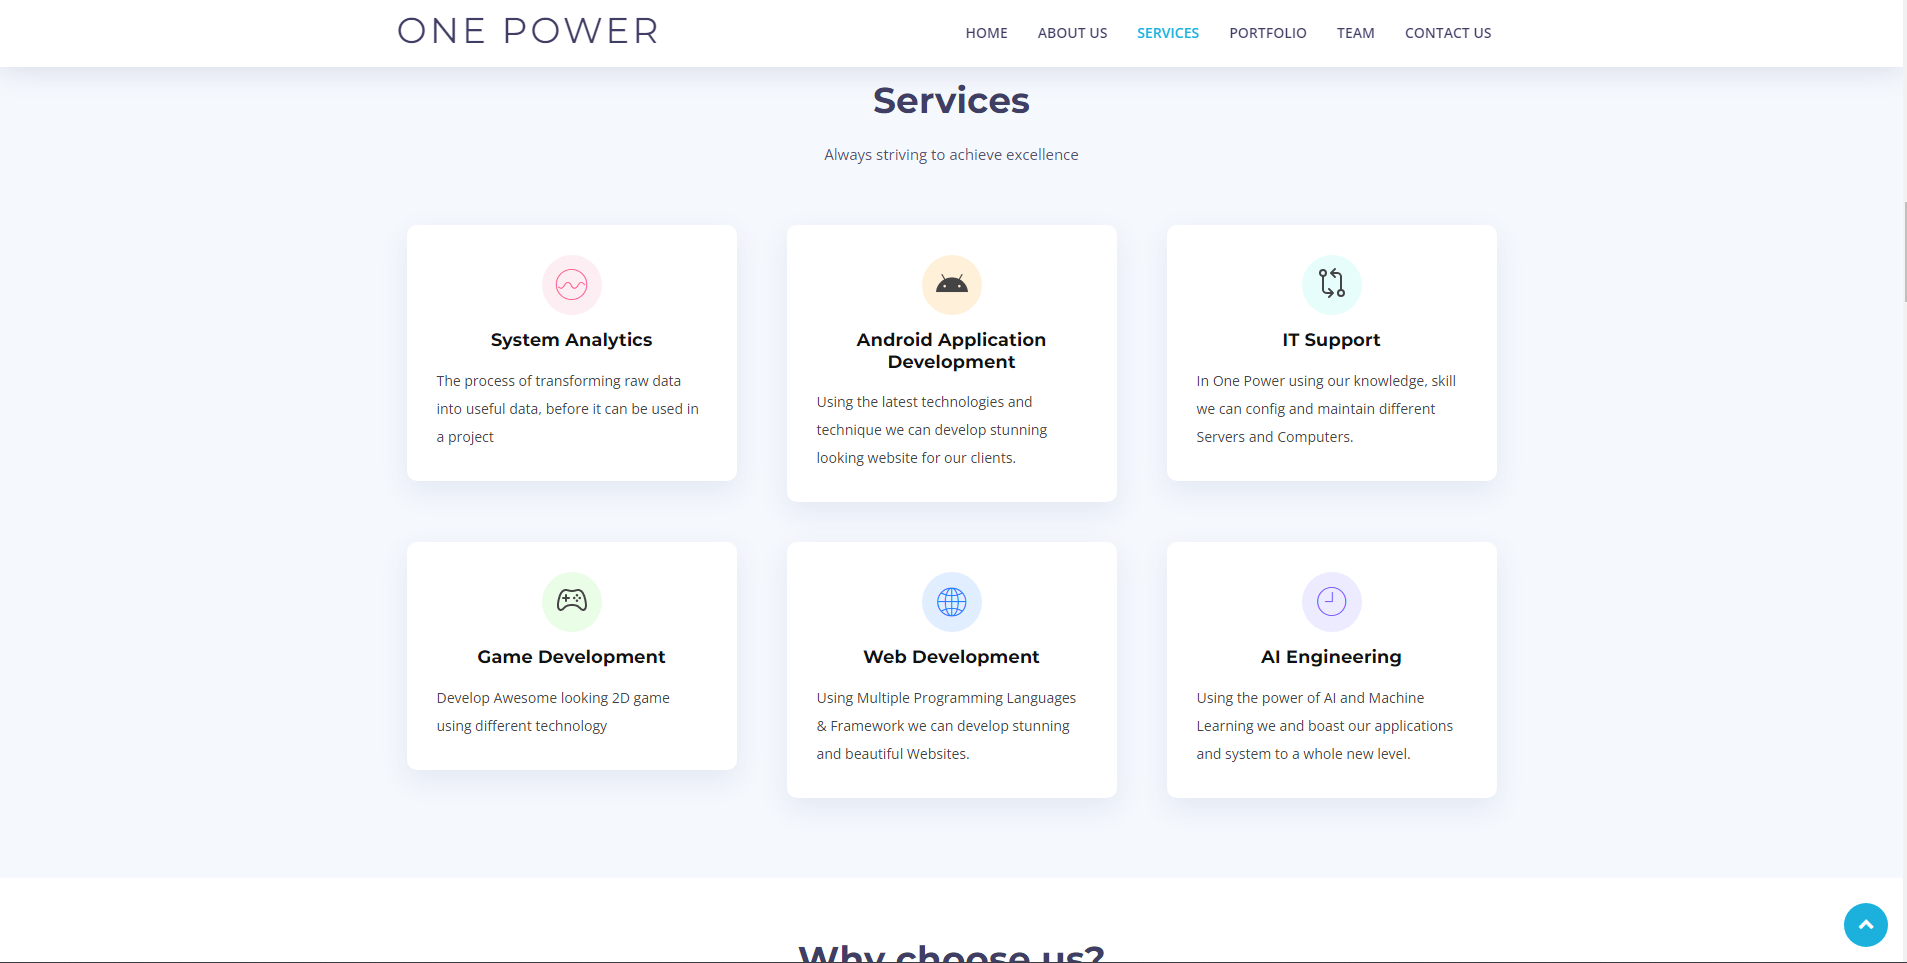 ONE POWER
HOME
ABOUT US
SERVICES
PORTFOLIO
TEAM
CONTACT US
Services
Always striving to achieve excellence
System Analytics
The process of transforming raw data
into useful data, before it can be used in
a project
Android Application
Development
Using the latest technologies and
technique we can develop stunning
looking website for our clients.
IT Support
In One Power using our knowledge, skill
we can config and maintain different
Servers and Computers.
Game Development
Develop Awesome looking 2D game
using different technology
Web Development
Using Multiple Programming Languages
& Framework we can develop stunning
and beautiful Websites.
AI Engineering
Using the power of AI and Machine
Learning we and boast our applications
and system to a whole new level.
Why choose us?